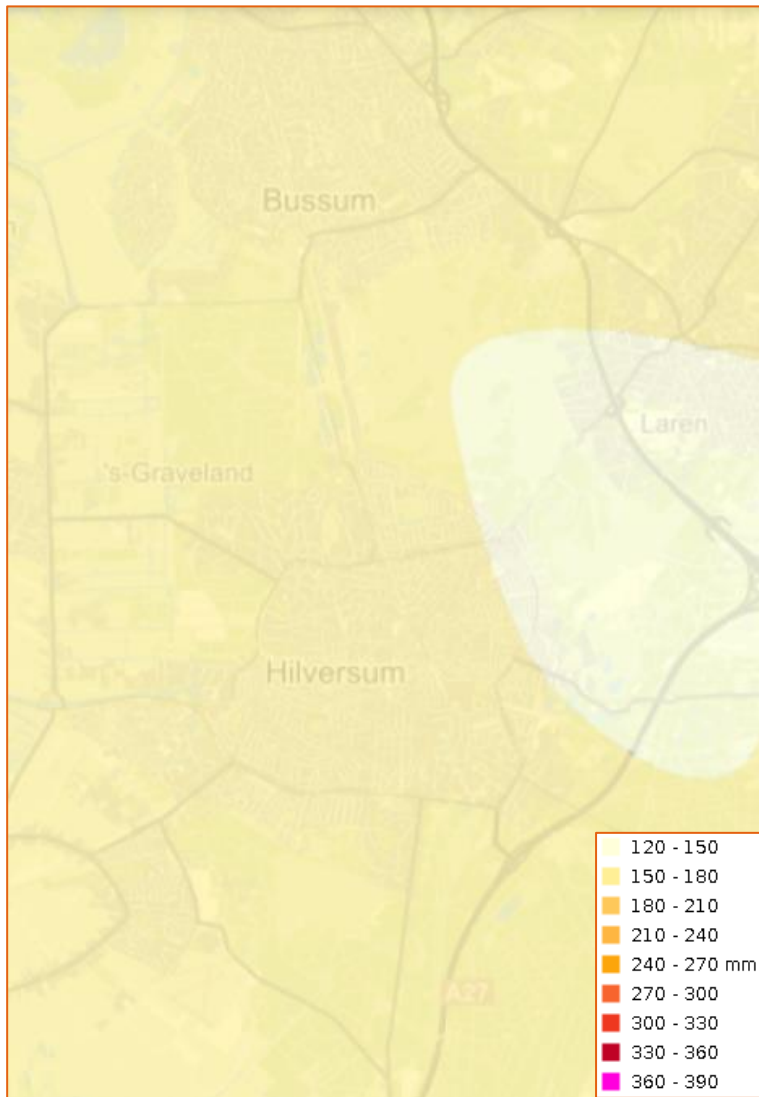 Bussum
Laren
's-Graveland
Hilversum
A27
120 - 150
150 - 180
180 - 210
210 - 240
240 - 270 mm
270 - 300
300 - 330
330 - 360
360 - 390